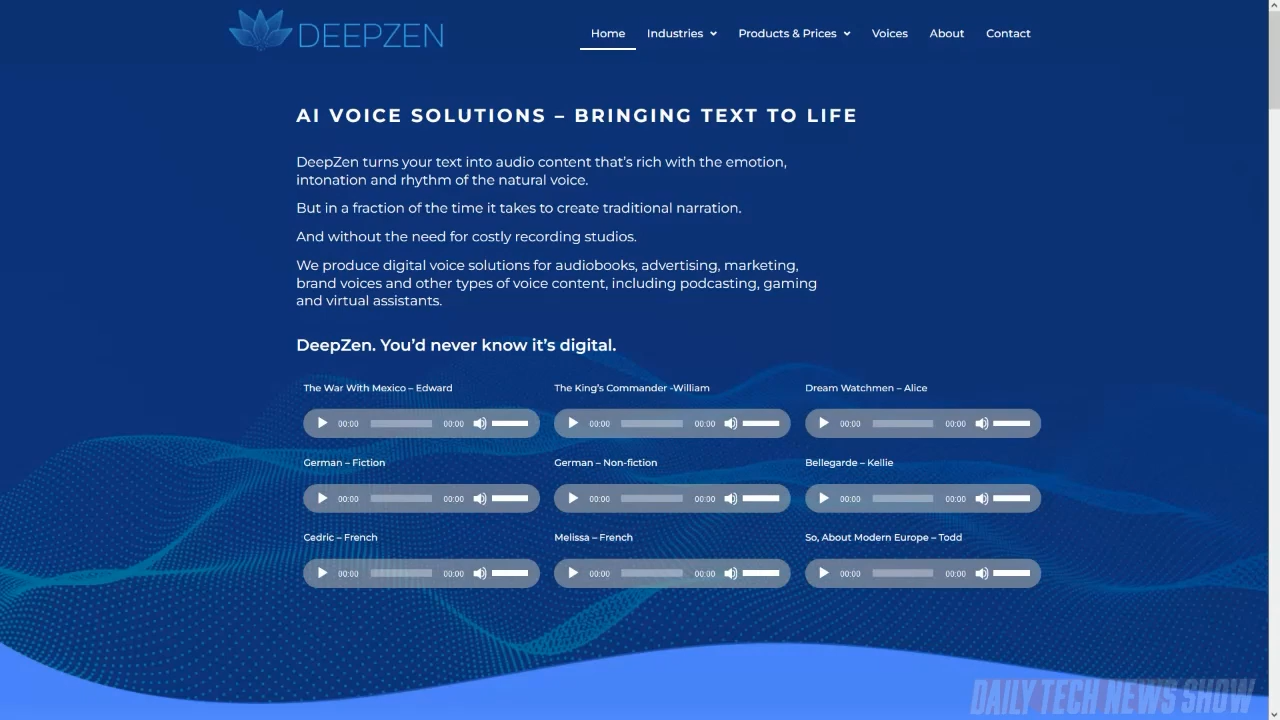 DEEPZEN
Home Industries Products & Prices Voices About Contact
AI VOICE SOLUTIONS – BRINGING TEXT TO LIFE
DeepZen turns your text into audio content that's rich with the emotion,
intonation and rhythm of the natural voice.
But in a fraction of the time it takes to create traditional narration.
And without the need for costly recording studios.
We produce digital voice solutions for audiobooks, advertising, marketing,
brand voices and other types of voice content, including podcasting, gaming
and virtual assistants.
DeepZen. You'd never know it's digital.
The War With Mexico – Edward The King's Commander -William Dream Watchmen – Alice
00:00 00:00 00:00 00:00 00:00 00:00
German – Fiction German – Non-fiction Bellegarde – Kellie
00:00 00:00 00:00 00:00 00:00 00:00
Cedric – French Melissa – French So, About Modern Europe – Todd
00:00 00:00 00:00 00:00 00:00 00:00
DAILY TECH NEWS SHOW